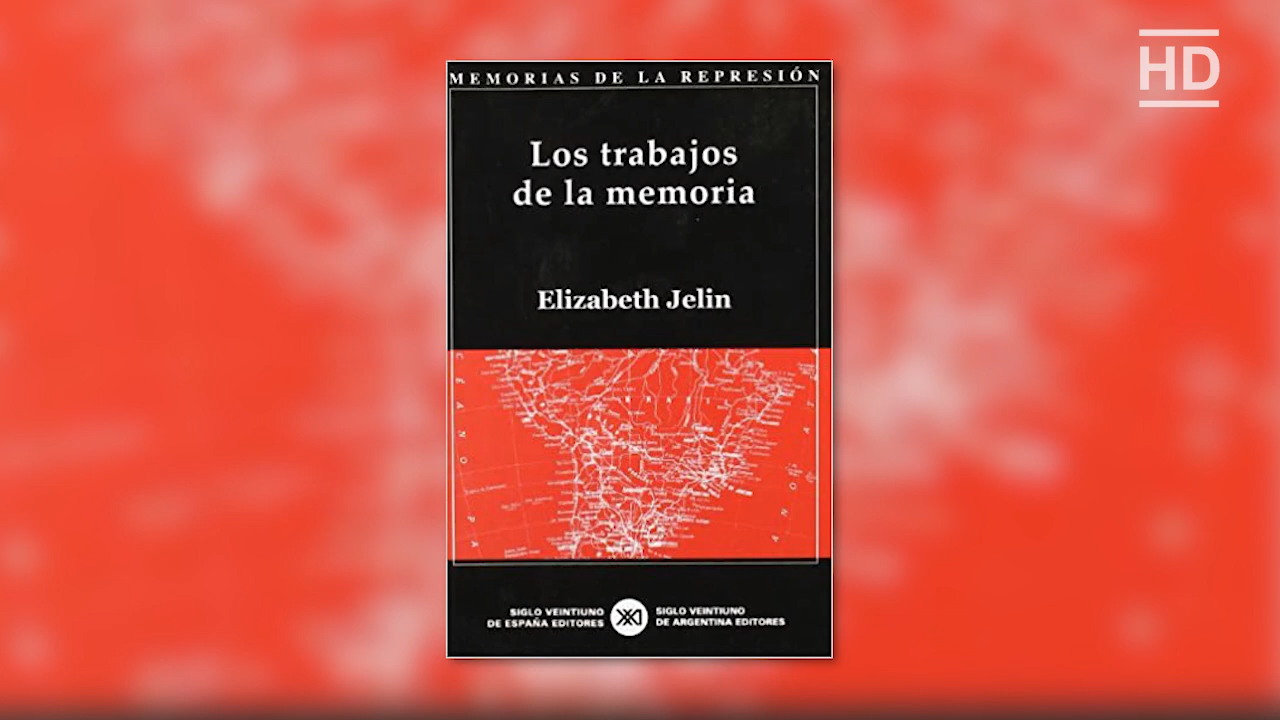 HD
MEMORIAS DE LA REPRESIÓN
Los trabajos
de la memoria
Elizabeth Jelin
SIGLO VEINTIUNO
DE ESPAÑA EDITORES
XXI
SIGLO VEINTIUNO
DE ARGENTINA EDITORES